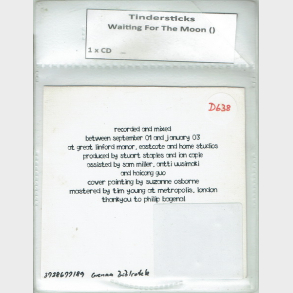 Tindersticks
Waiting For The Moon ()
1 x CD
D638
recorded and mixed
between september 01 and january 03
at great linford manor, eastcote and home studios
produced by stuart staples and ian caple
assisted by sam miller, antti uusimaki
and haicong guo
cover painting by suzanne osborne
mastered by tim young at metropolis, london
thankyou to philip bagenal